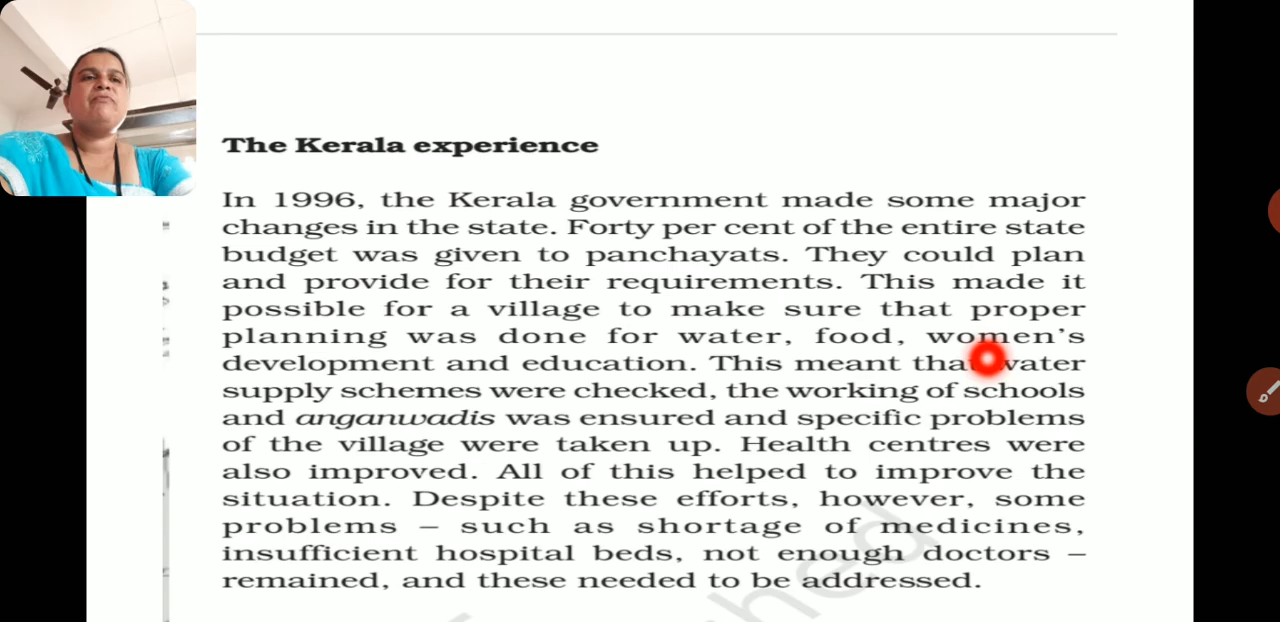 The Kerala experience
In 1996, the Kerala government made some major
changes in the state. Forty per cent of the entire state
budget was given to panchayats. They could plan
and provide for their requirements. This made it
possible for a village to make sure that proper
planning was done for water, food, women's
development and education. This meant that water
supply schemes were checked, the working of schools
and anganwadis was ensured and specific problems
of the village were taken up. Health centres were
also improved. All of this helped to improve the
situation. Despite these efforts, however, some
problems – such as shortage of medicines,
insufficient hospital beds, not enough doctors –
remained, and these needed to be addressed.